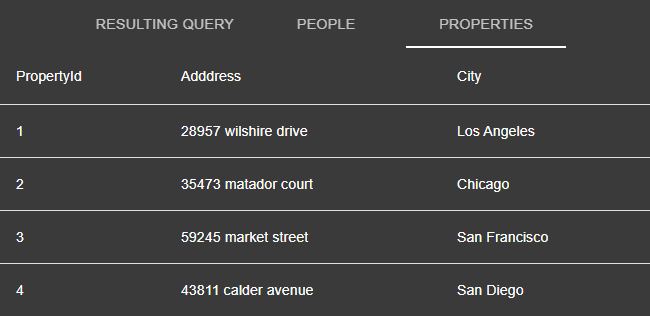 RESULTING QUERY PEOPLE PROPERTIES
PropertyId Adddress City
1 28957 wilshire drive Los Angeles
2 35473 matador court Chicago
3 59245 market street San Francisco
4 43811 calder avenue San Diego